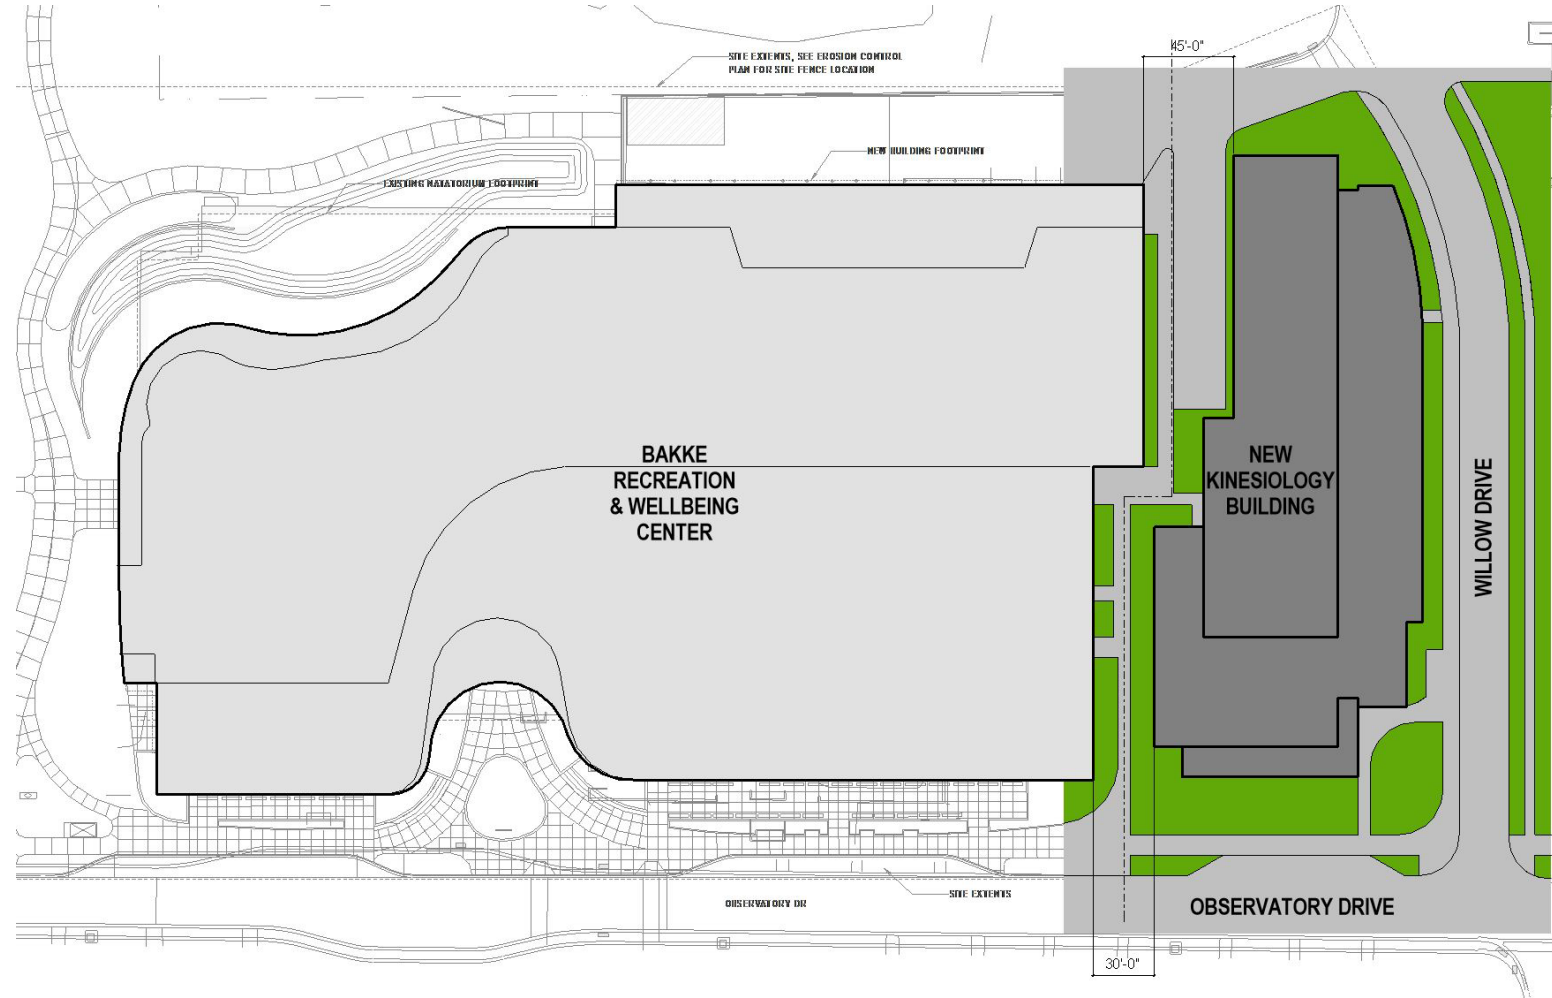 45'-0"
SITE EXTENTS, SEE EROSION CONTROL
PLAN FOR SITE FENCE LOCATION
NEW BUILDING FOOTPRINT
EXISTING NATATORIUM FOOTPRINT
BAKKE
RECREATION
& WELLBEING
CENTER
NEW
KINESIOLOGY
BUILDING
WILLOW DRIVE
SITE EXTENTS
OBSERVATORY DR
OBSERVATORY DRIVE
30'-0"